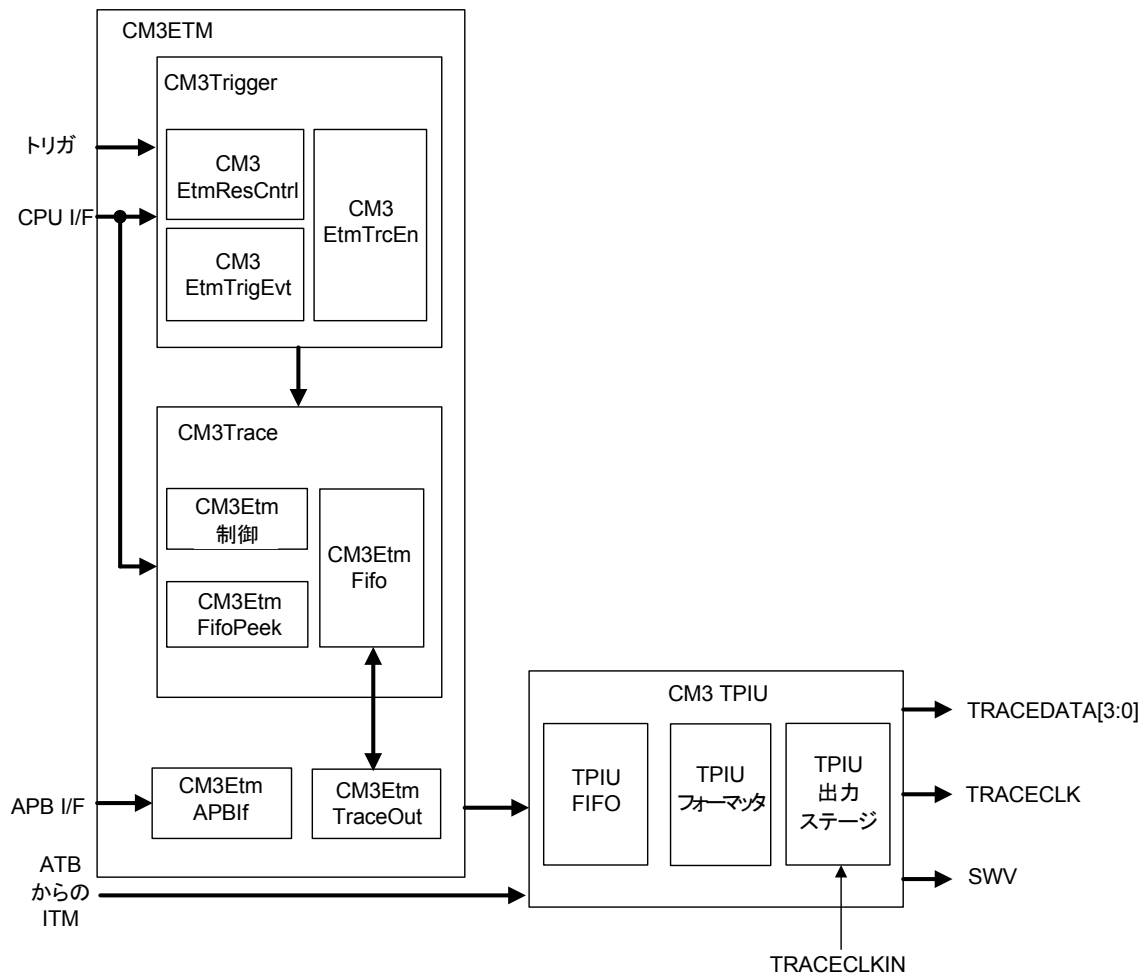 CM3ETM
CM3Trigger
トリガ
CPU I/F
CM3
EtmResCntrl
CM3
EtmTrigEvt
CM3
EtmTrcEn
CM3Trace
CM3Etm
制御
CM3Etm
FifoPeek
CM3Etm
Fifo
APB I/F
CM3Etm
APBIf
CM3Etm
TraceOut
ATB
からの
ITM
CM3 TPIU
TPIU
FIFO
TPIU
フォーマッタ
TPIU
出力
ステージ
TRACEDATA[3:0]
TRACECLK
SWV
TRACECLKIN